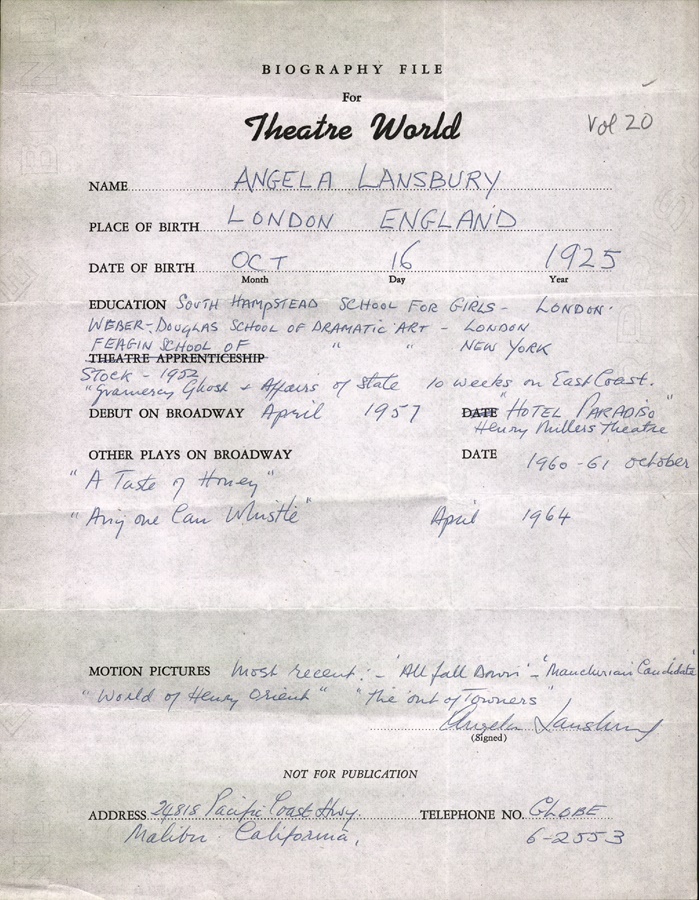 BIOGRAPHY FILE
For
Theatre World
Vol 20
NAME ANGELA LANSBURY
PLACE OF BIRTH LONDON ENGLAND
DATE OF BIRTH OCT 16 1925
Month Day Year
EDUCATION SOUTH HAMPSTEAD SCHOOL FOR GIRLS - LONDON.
WEBER-DOUGLAS SCHOOL OF DRAMATIC ART - LONDON
FEAGIN SCHOOL OF " " NEW YORK
THEATRE APPRENTICESHIP
STOCK - 1952
"Gramercy Ghost & Affairs of State 10 weeks on East Coast.
DEBUT ON BROADWAY April 1957 DATE "HOTEL PARADISO"
Henry Millers Theatre
OTHER PLAYS ON BROADWAY DATE 1960-61 October
"A Taste of Honey"
"Any one Can Whistle" April 1964
MOTION PICTURES Most recent:- "All fall Down" - "Manchurian Candidate"
"World of Henry Orient" "The out of Towners"
Angela Lansbury
(Signed)
NOT FOR PUBLICATION
ADDRESS 24818 Pacific Coast Hwy. TELEPHONE NO. GLOBE
Malibu California, 6-2553